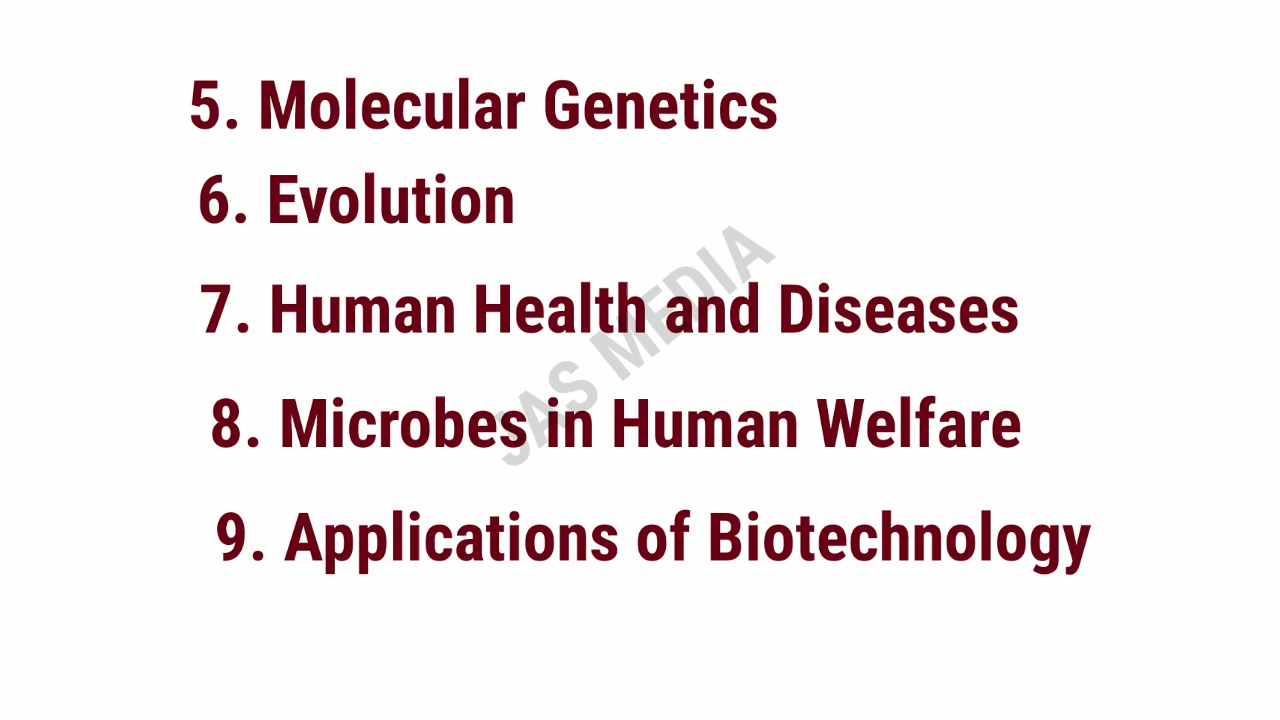 5. Molecular Genetics
6. Evolution
7. Human Health and Diseases
JAS MEDIA
8. Microbes in Human Welfare
9. Applications of Biotechnology